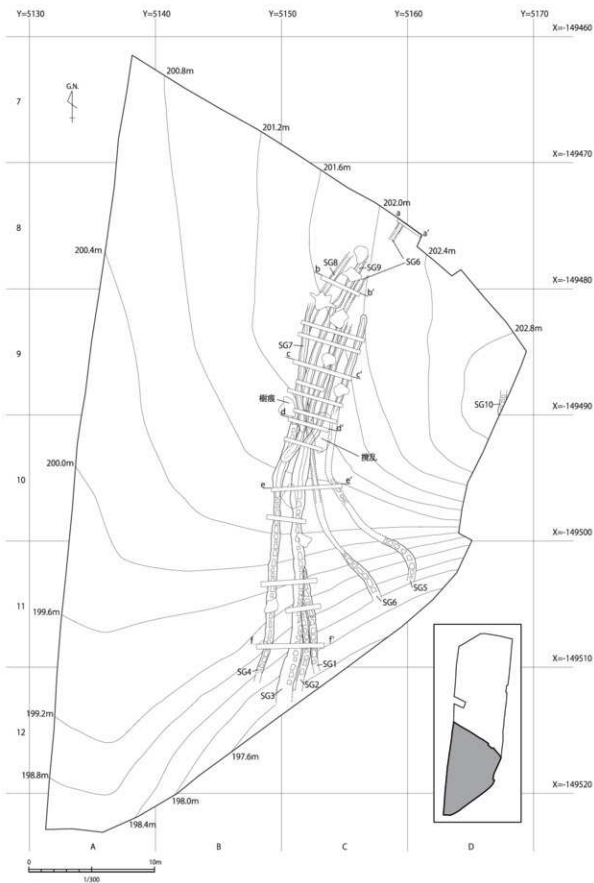 Y=5130 Y=5140 Y=5150 Y=5160 Y=5170
X=-149460
200.8m
G.N.
7
201.2m
X=-149470
201.6m
202.0m
a
a'
8
SG6
202.4m
200.4m
SG8
SG9
b
b'
X=-149480
202.8m
SG7
9
c
c'
樹痕
SG10
d
d'
X=-149490
攪乱
200.0m
10
e
e'
X=-149500
SG5
SG6
199.6m
11
f
f'
SG1
SG4
X=-149510
SG2
SG3
199.2m
12
197.6m
198.8m
198.0m
X=-149520
198.4m
A B C D
0 10m
1/300